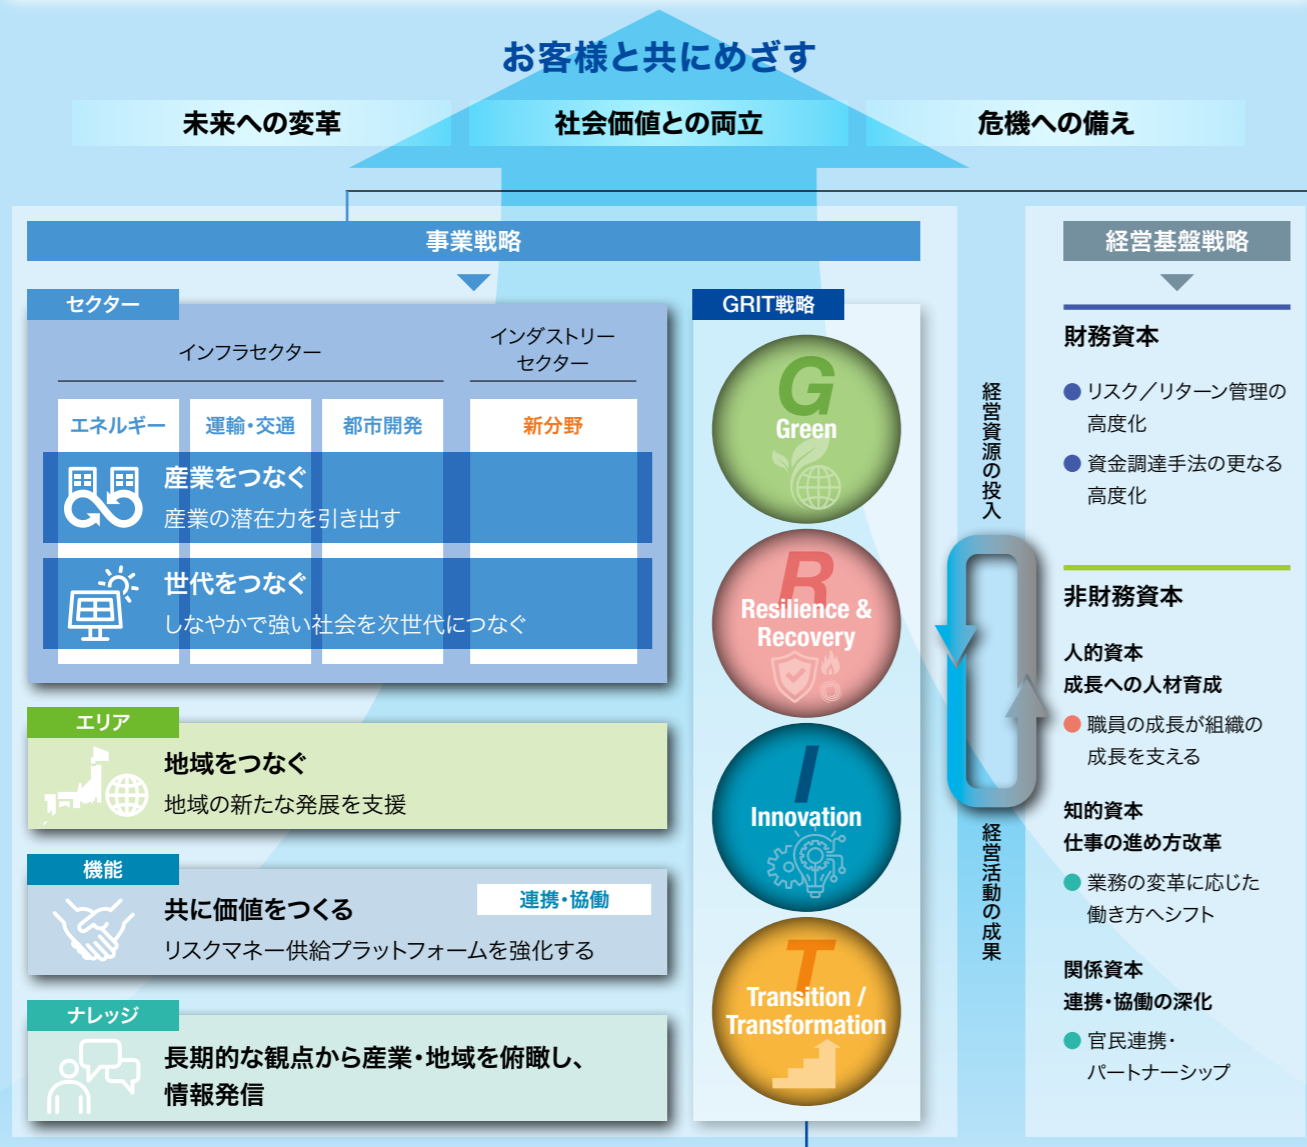 お客様と共にめざす
未来への変革
社会価値との両立
危機への備え
事業戦略
セクター
インフラセクター
インダストリー
セクター
エネルギー
運輸・交通
都市開発
新分野
産業をつなぐ
産業の潜在力を引き出す
世代をつなぐ
しなやかで強い社会を次世代につなぐ
エリア
地域をつなぐ
地域の新たな発展を支援
機能
共に価値をつくる
連携・協働
リスクマネー供給プラットフォームを強化する
ナレッジ
長期的な観点から産業・地域を俯瞰し、
情報発信
GRIT戦略
G
Green
R
Resilience &
Recovery
I
Innovation
T
Transition /
Transformation
経営資源の投入
経営活動の成果
経営基盤戦略
財務資本
リスク／リターン管理の
高度化
資金調達手法の更なる
高度化
非財務資本
人的資本
成長への人材育成
職員の成長が組織の
成長を支える
知的資本
仕事の進め方改革
業務の変革に応じた
働き方へシフト
関係資本
連携・協働の深化
官民連携・
パートナーシップ